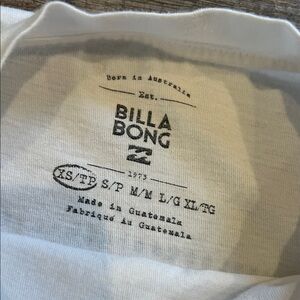 Born in Australia
Est.
BILLA
BONG
1973
XS/TP S/P M/M L/G XL/TG
Made in Guatemala
Fabriqué Au Guatemala